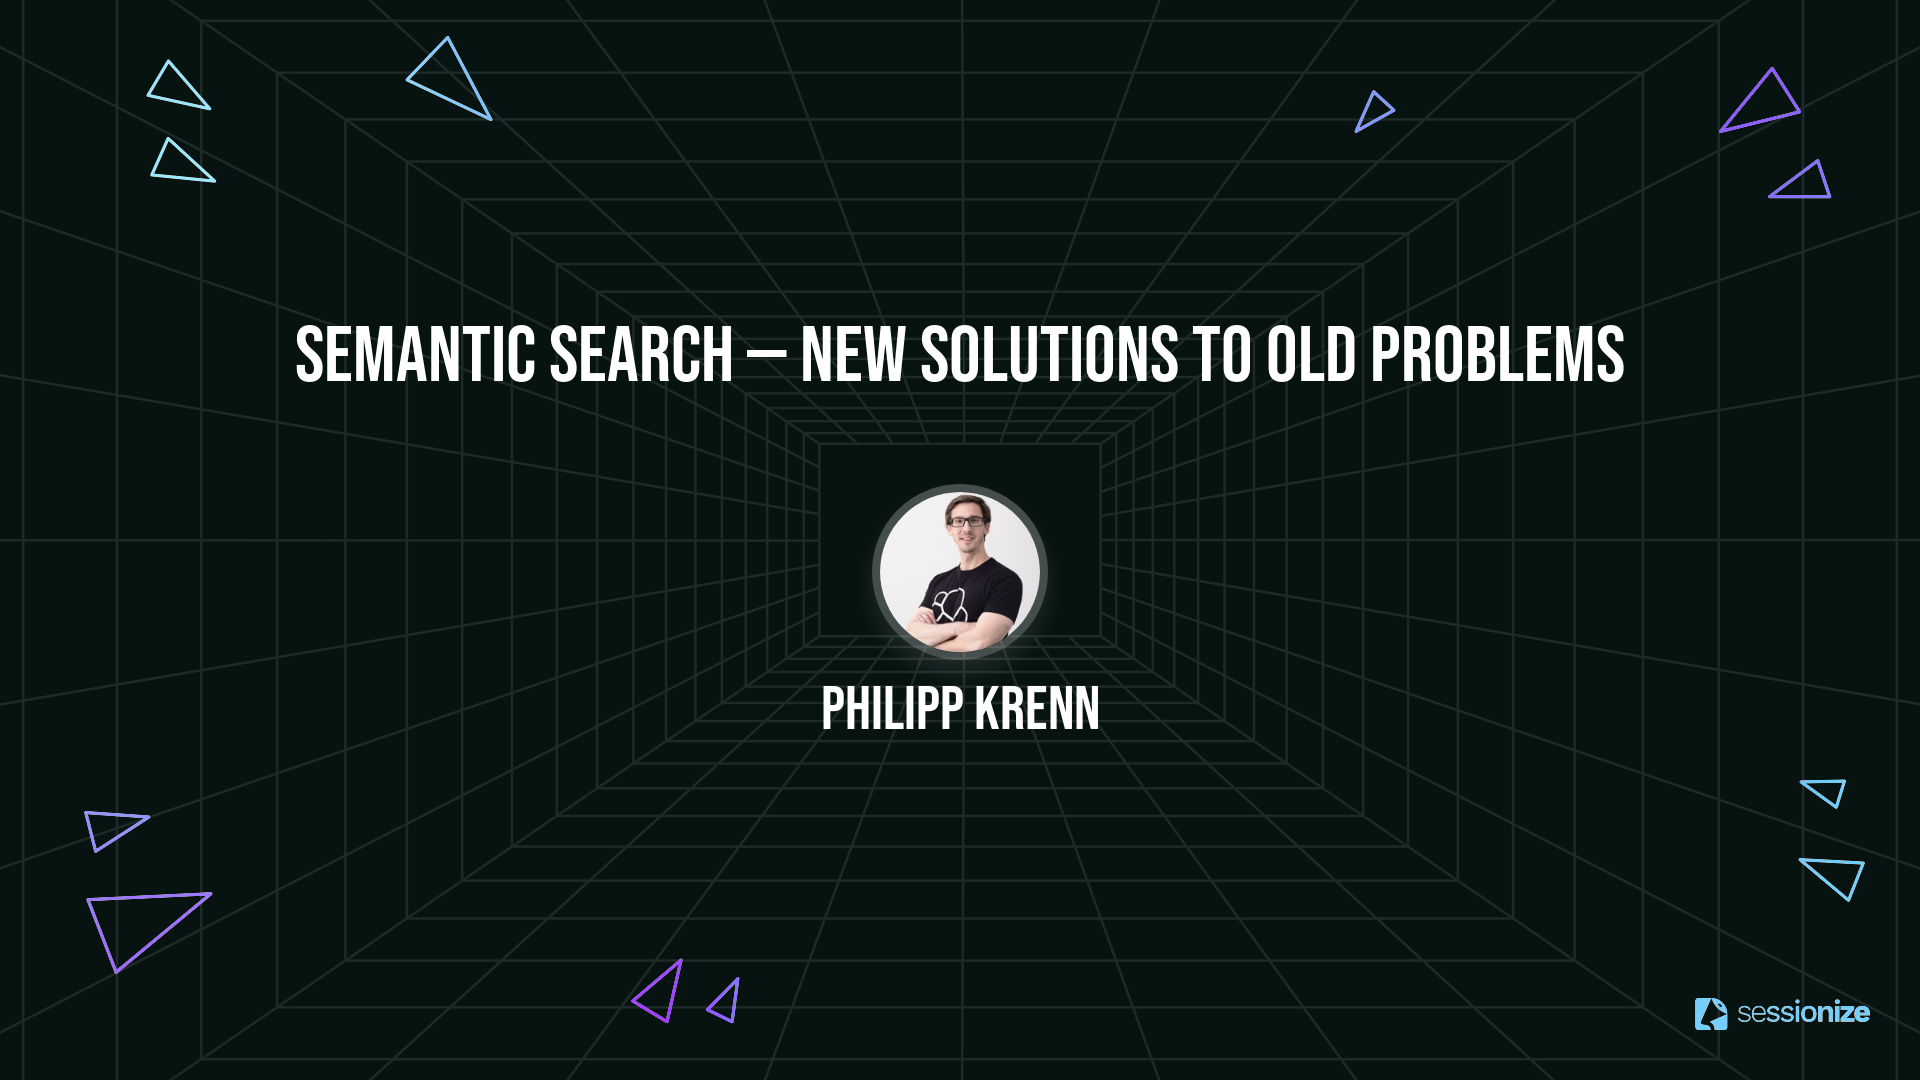 SEMANTIC SEARCH — NEW SOLUTIONS TO OLD PROBLEMS
PHILIPP KRENN
sessionize